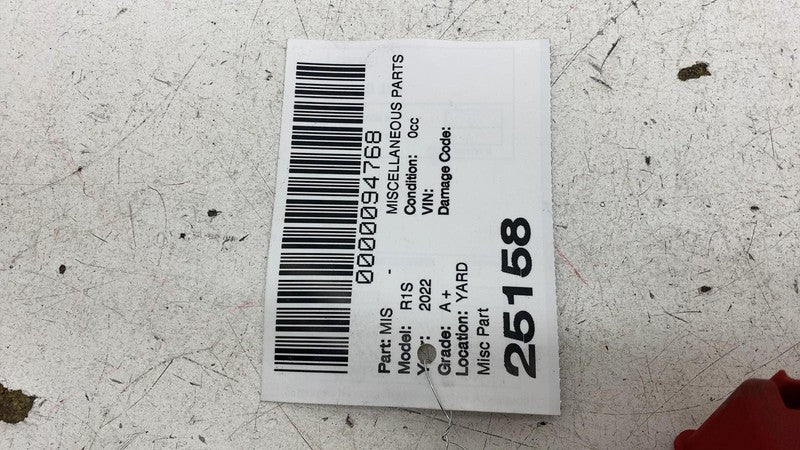 0000094768
Part: MIS - MISCELLANEOUS PARTS
Model: R1S Condition: 0cc
Y r: 2022 VIN:
Grade: A+ Damage Code:
Location: YARD
Misc Part
25158